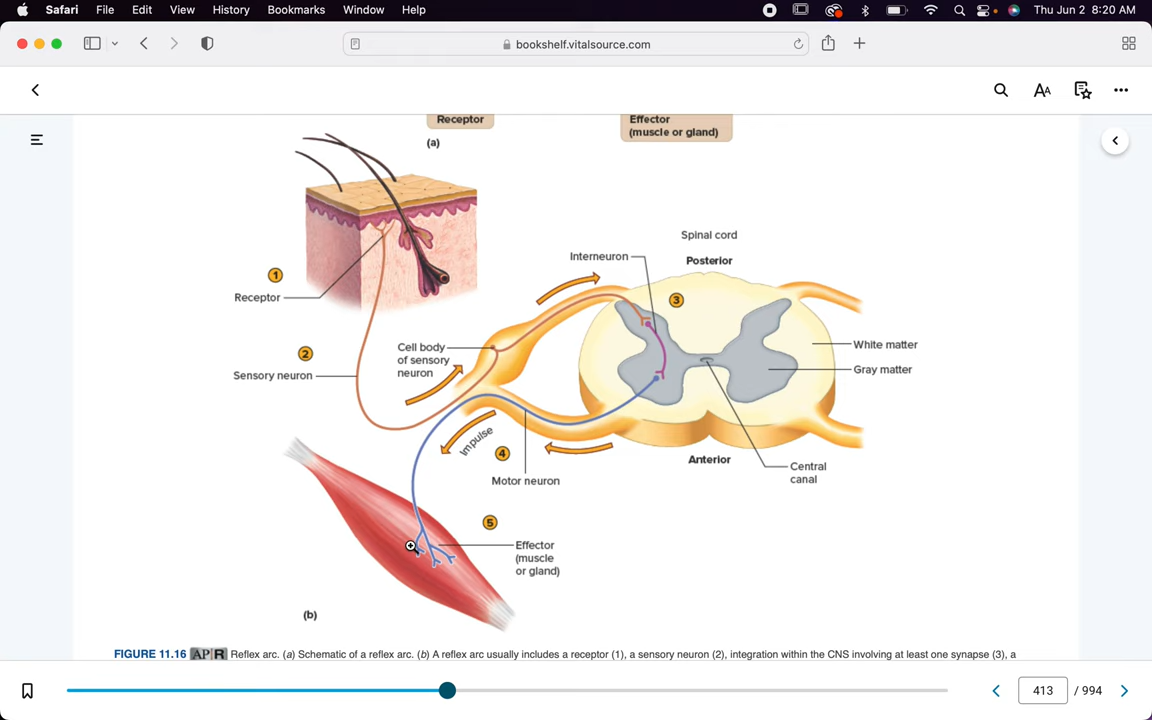 Safari File Edit View History Bookmarks Window Help Thu Jun 2 8:20 AM
bookshelf.vitalsource.com
AA
Receptor
Effector
(muscle or gland)
(a)
Spinal cord
Posterior
Interneuron
1
3
Receptor
Cell body
of sensory
neuron
2
White matter
Gray matter
Sensory neuron
Impulse
4
Anterior
Central
canal
Motor neuron
5
Effector
(muscle
or gland)
(b)
FIGURE 11.16 AP|R Reflex arc. (a) Schematic of a reflex arc. (b) A reflex arc usually includes a receptor (1), a sensory neuron (2), integration within the CNS involving at least one synapse (3), a
413 / 994